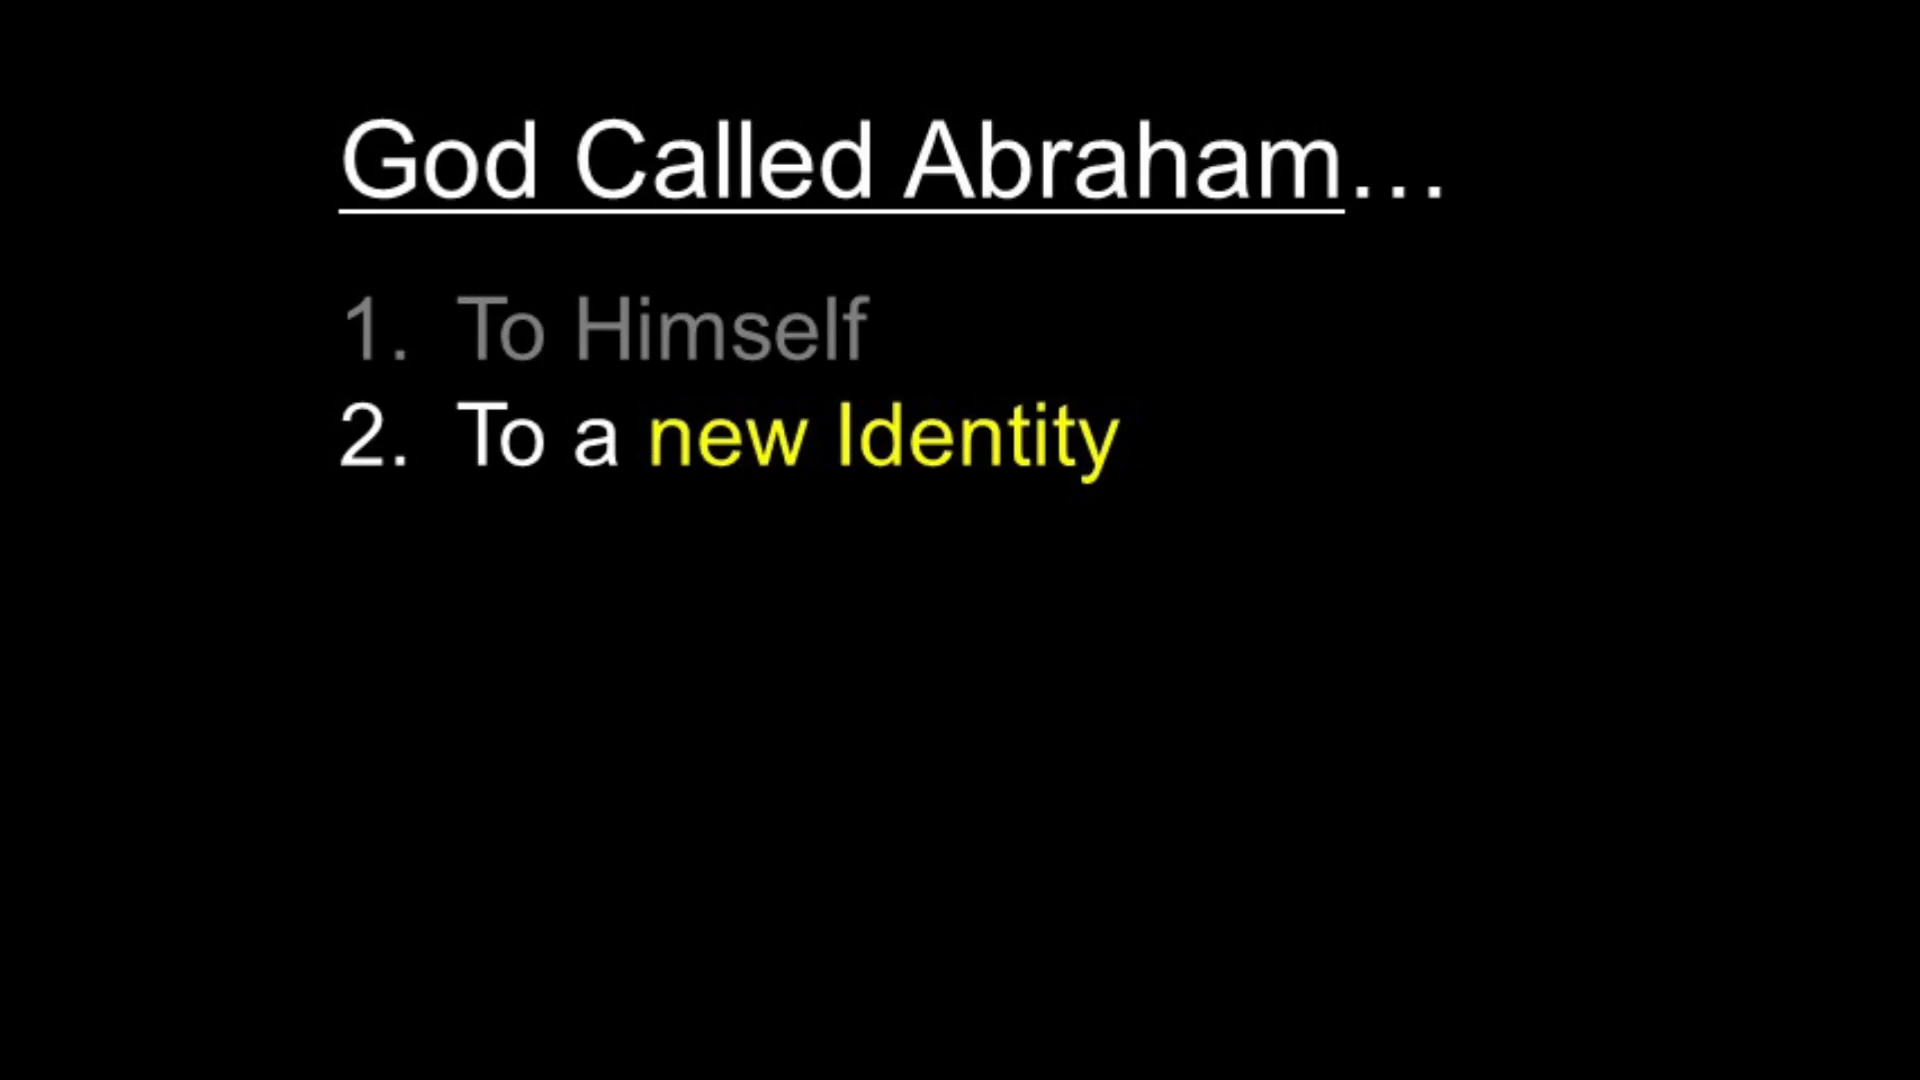 God Called Abraham…
1. To Himself
2. To a new Identity